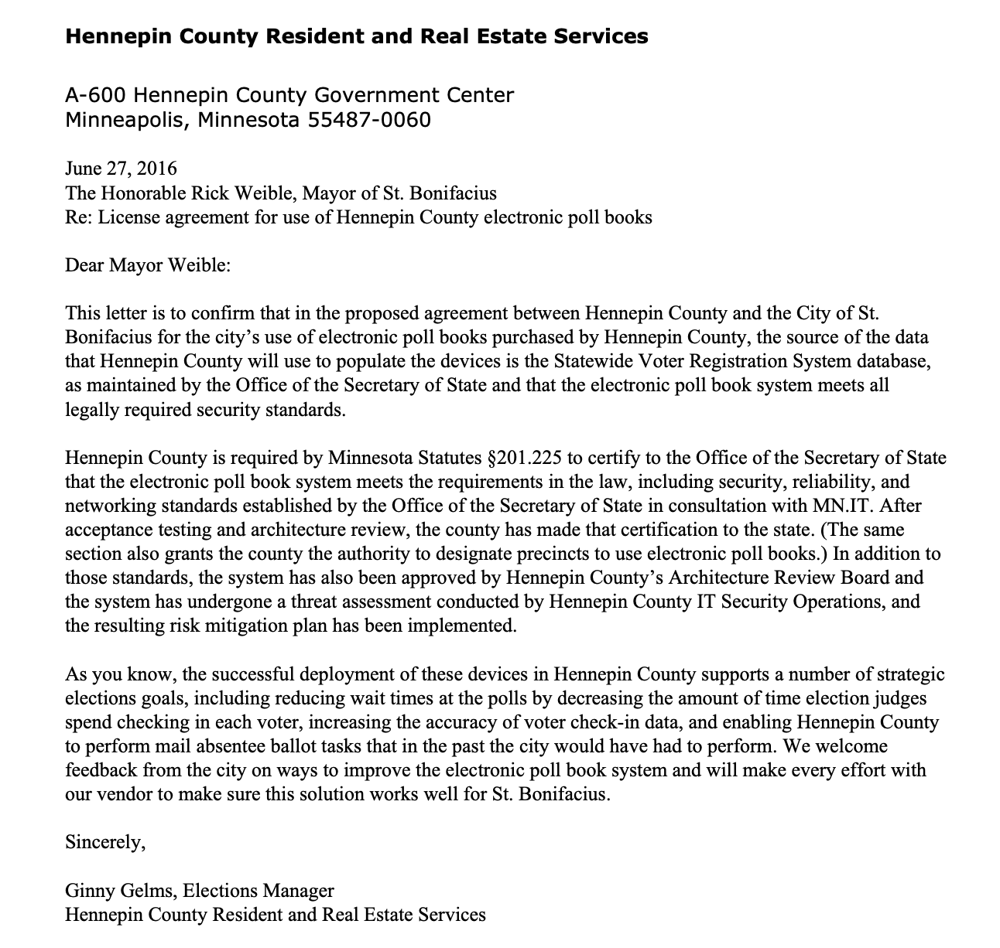 Hennepin County Resident and Real Estate Services
A-600 Hennepin County Government Center
Minneapolis, Minnesota 55487-0060
June 27, 2016
The Honorable Rick Weible, Mayor of St. Bonifacius
Re: License agreement for use of Hennepin County electronic poll books
Dear Mayor Weible:
This letter is to confirm that in the proposed agreement between Hennepin County and the City of St.
Bonifacius for the city’s use of electronic poll books purchased by Hennepin County, the source of the data
that Hennepin County will use to populate the devices is the Statewide Voter Registration System database,
as maintained by the Office of the Secretary of State and that the electronic poll book system meets all
legally required security standards.
Hennepin County is required by Minnesota Statutes §201.225 to certify to the Office of the Secretary of State
that the electronic poll book system meets the requirements in the law, including security, reliability, and
networking standards established by the Office of the Secretary of State in consultation with MN.IT. After
acceptance testing and architecture review, the county has made that certification to the state. (The same
section also grants the county the authority to designate precincts to use electronic poll books.) In addition to
those standards, the system has also been approved by Hennepin County’s Architecture Review Board and
the system has undergone a threat assessment conducted by Hennepin County IT Security Operations, and
the resulting risk mitigation plan has been implemented.
As you know, the successful deployment of these devices in Hennepin County supports a number of strategic
elections goals, including reducing wait times at the polls by decreasing the amount of time election judges
spend checking in each voter, increasing the accuracy of voter check-in data, and enabling Hennepin County
to perform mail absentee ballot tasks that in the past the city would have had to perform. We welcome
feedback from the city on ways to improve the electronic poll book system and will make every effort with
our vendor to make sure this solution works well for St. Bonifacius.
Sincerely,
Ginny Gelms, Elections Manager
Hennepin County Resident and Real Estate Services